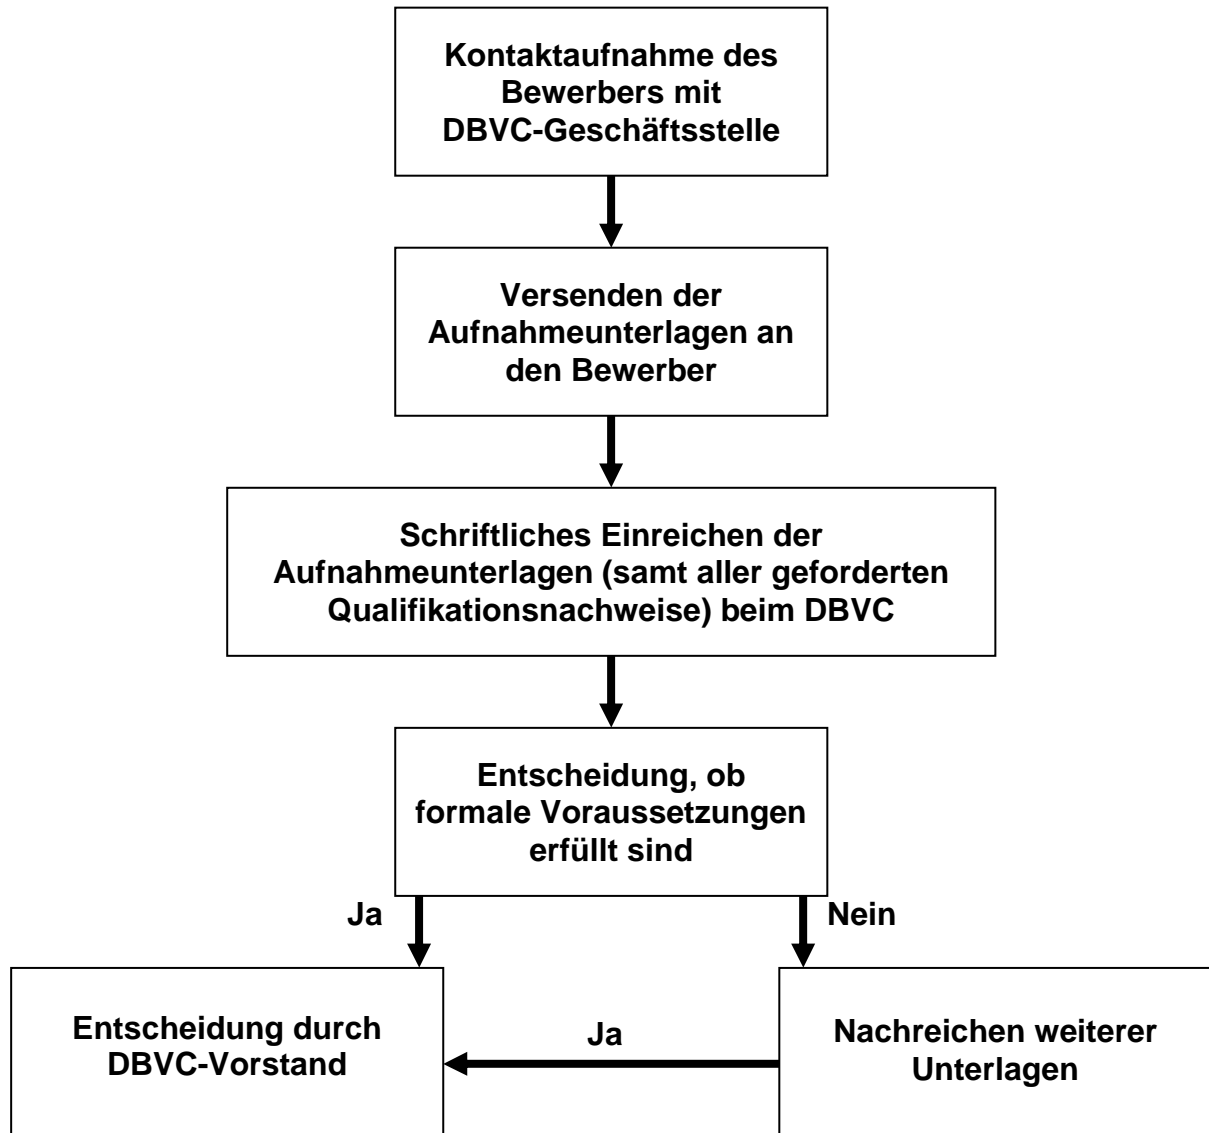 Kontaktaufnahme des
Bewerbers mit
DBVC-Geschäftsstelle
Versenden der
Aufnahmeunterlagen an
den Bewerber
Schriftliches Einreichen der
Aufnahmeunterlagen (samt aller geforderten
Qualifikationsnachweise) beim DBVC
Entscheidung, ob
formale Voraussetzungen
erfüllt sind
Ja
Nein
Entscheidung durch
DBVC-Vorstand
Ja
Nachreichen weiterer
Unterlagen